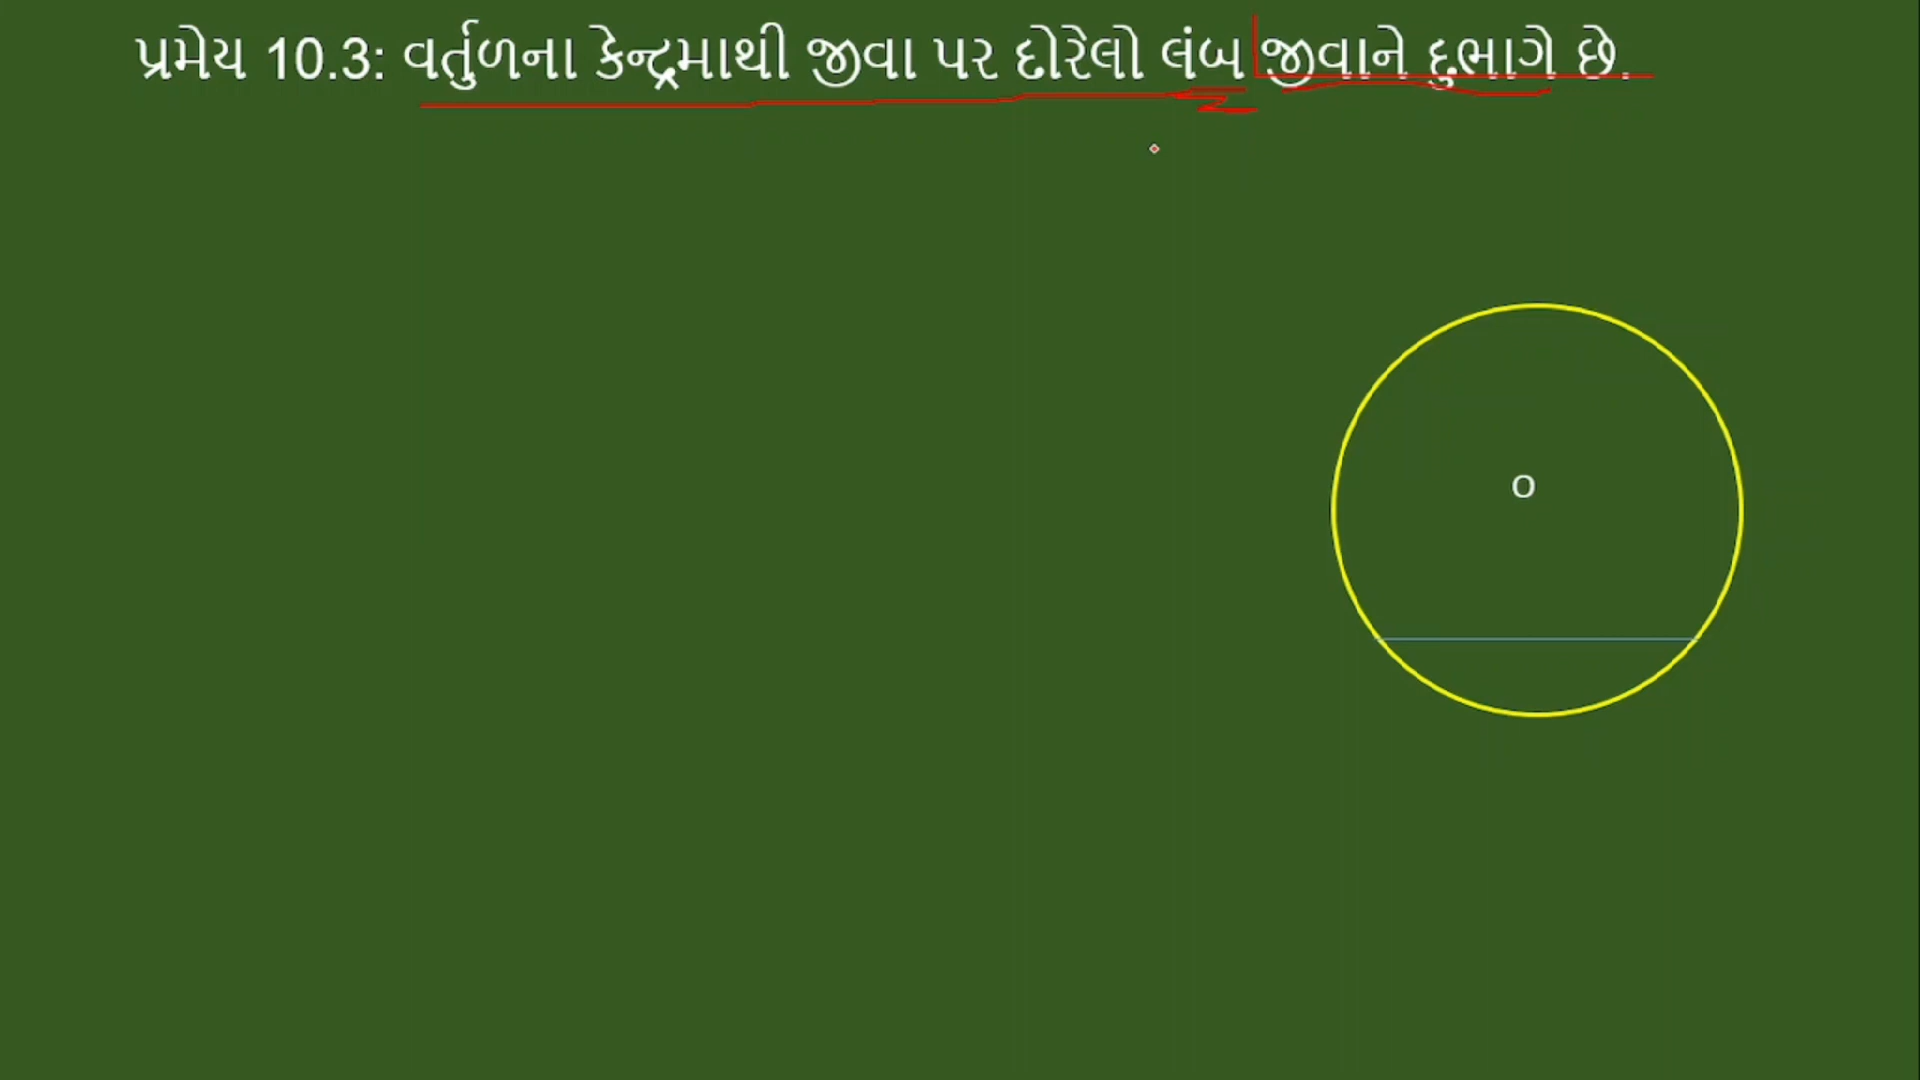 પ્રમેય 10.3: વર્તુળના કેન્દ્રમાથી જીવા પર દોરેલો લંબ જીવાને દુભાગે છે.
O